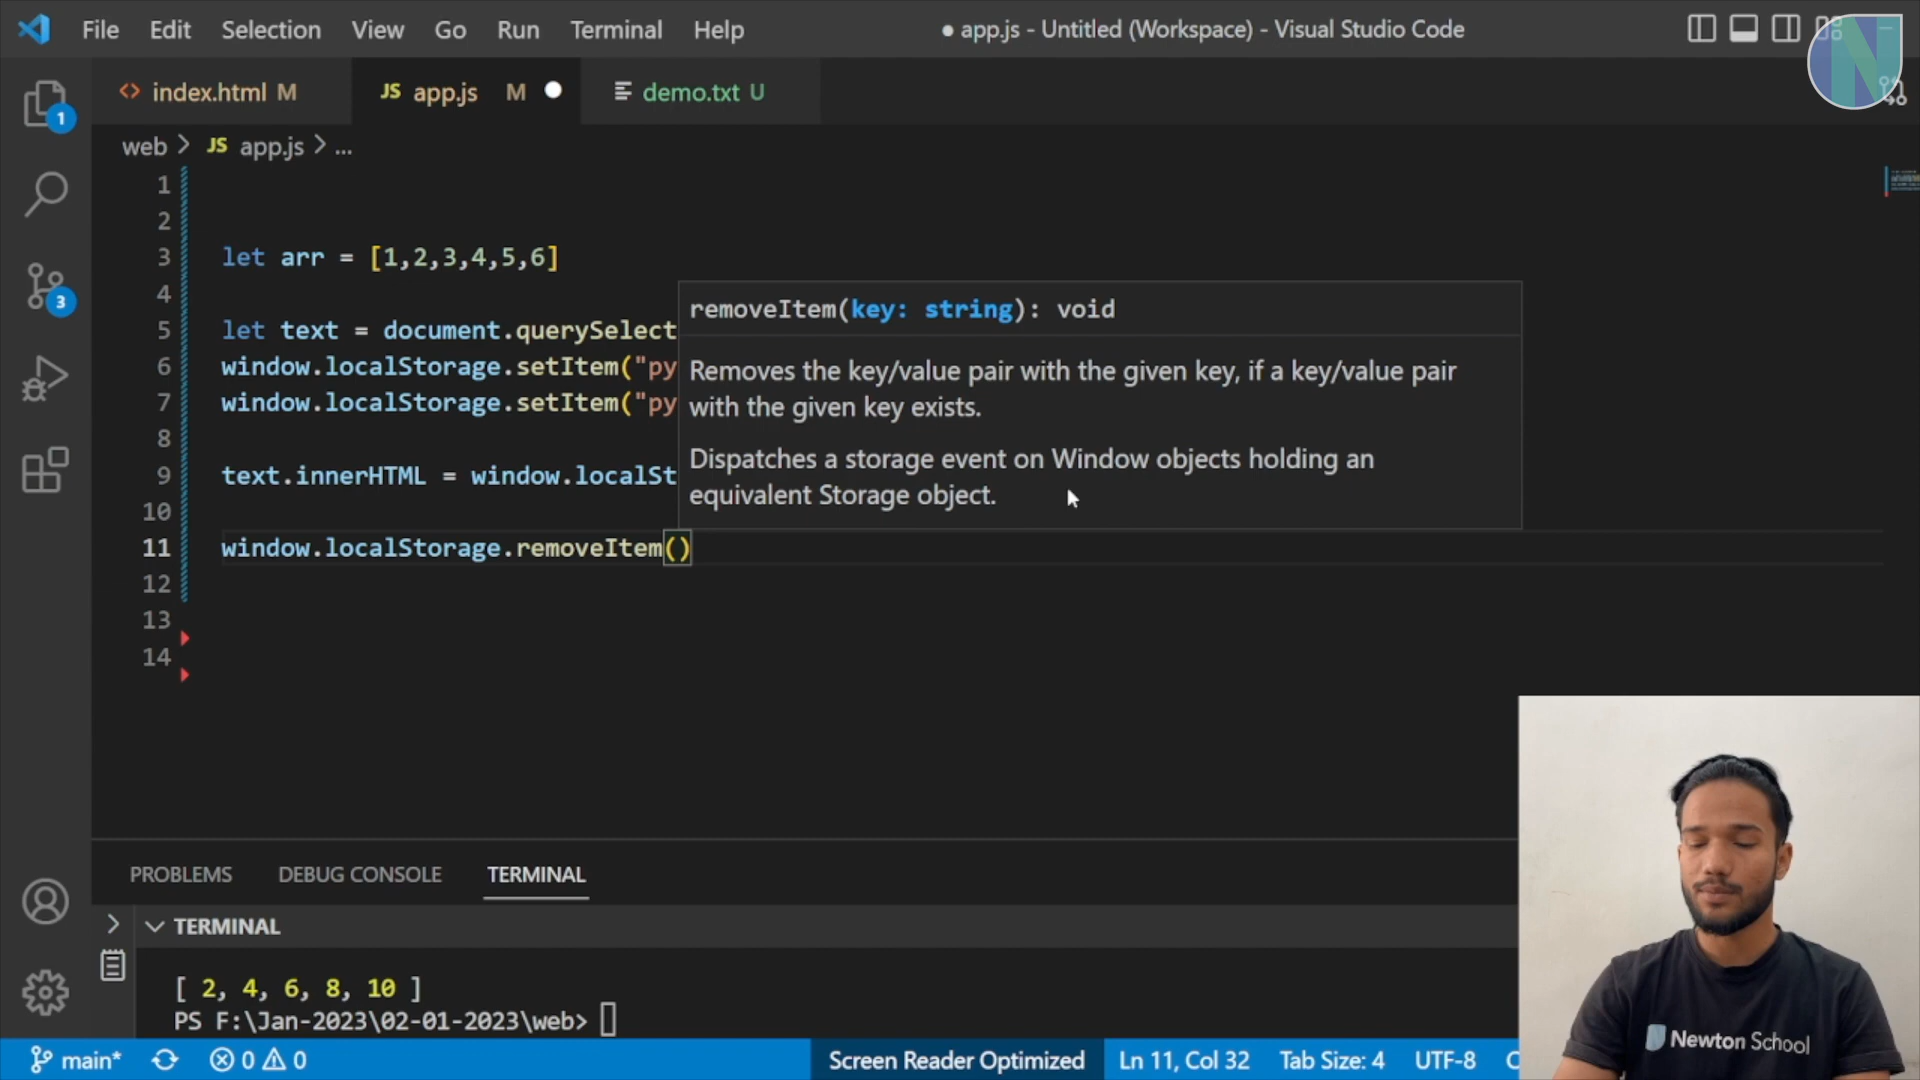 File Edit Selection View Go Run Terminal Help
● app.js - Untitled (Workspace) - Visual Studio Code
index.html M
JS app.js M
demo.txt U
N
1
web > JS app.js > ...
1
2
3 let arr = [1,2,3,4,5,6]
4
5 let text = document.querySelect
6 window.localStorage.setItem("py
7 window.localStorage.setItem("py
8
9 text.innerHTML = window.localSt
10
11 window.localStorage.removeItem()
12
13
14
removeItem(key: string): void
Removes the key/value pair with the given key, if a key/value pair
with the given key exists.
Dispatches a storage event on Window objects holding an
equivalent Storage object.
3
PROBLEMS DEBUG CONSOLE TERMINAL
TERMINAL
[ 2, 4, 6, 8, 10 ]
PS F:\Jan-2023\02-01-2023\web>
Newton School
main* 0 0
Screen Reader Optimized Ln 11, Col 32 Tab Size: 4 UTF-8 C